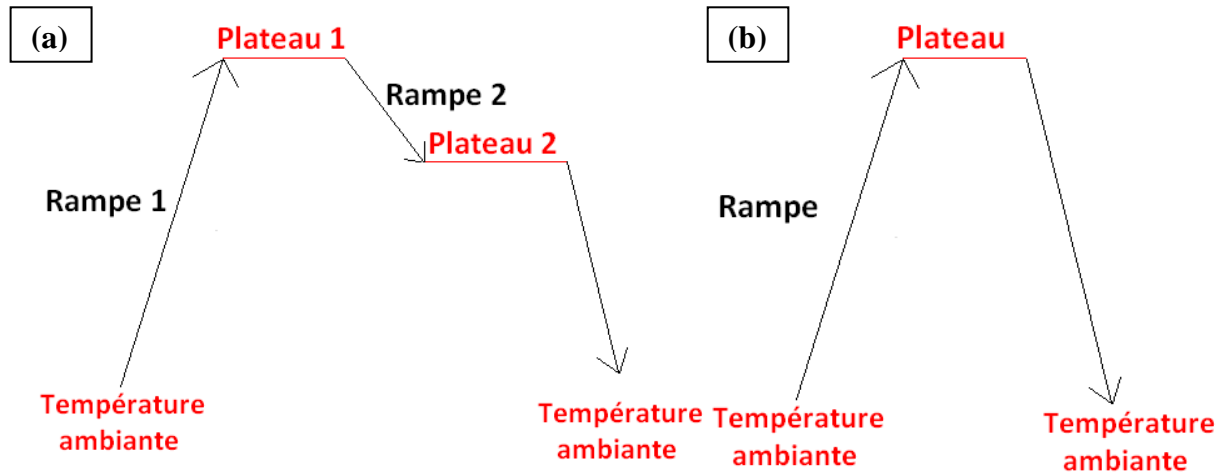 (a)
Plateau 1
Rampe 2
Plateau 2
Rampe 1
Température
ambiante
Température
ambiante
(b)
Plateau
Rampe
Température
ambiante
Température
ambiante